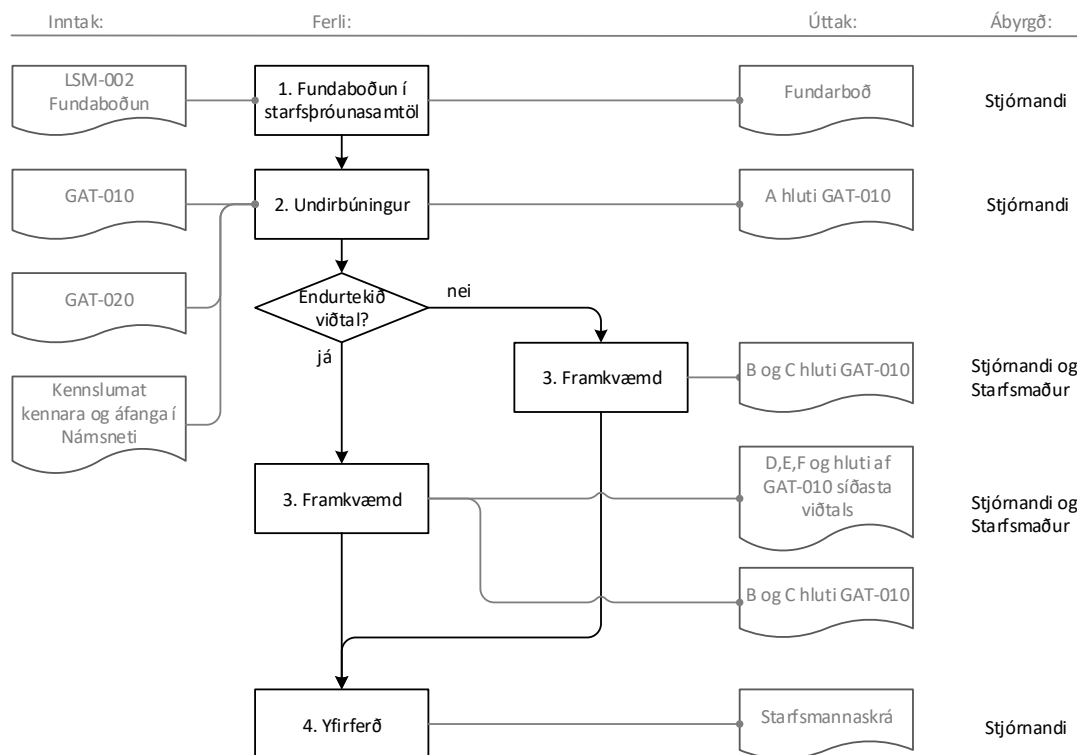 Inntak:
Ferli:
Úttak:
Ábyrgð:
LSM-002
Fundaboðun
1. Fundaboðun í
starfsþróunasamtöl
Fundarboð
Stjórnandi
GAT-010
2. Undirbúningur
A hluti GAT-010
Stjórnandi
GAT-020
Endurtekið
viðtal?
nei
já
Kennslumat
kennara og áfanga í
Námsneti
3. Framkvæmd
B og C hluti GAT-010
Stjórnandi og
Starfsmaður
3. Framkvæmd
D,E,F og hluti af
GAT-010 síðasta
viðtals
Stjórnandi og
Starfsmaður
B og C hluti GAT-010
4. Yfirferð
Starfsmannaskrá
Stjórnandi